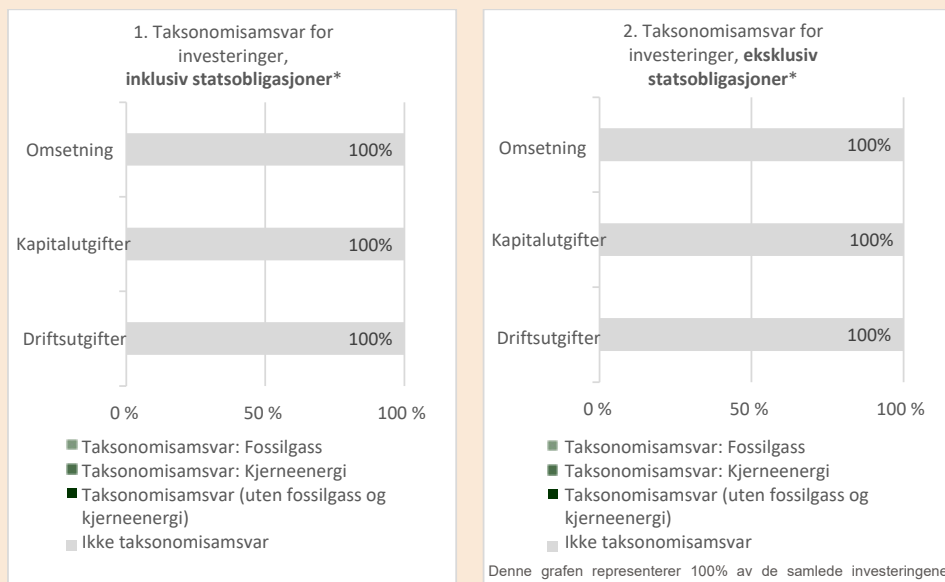 1. Taksonomisamsvar for
investeringer,
inklusiv statsobligasjoner*
Omsetning
100%
Kapitalutgifter
100%
Driftsutgifter
100%
0 %
50 %
100 %
Taksonomisamsvar: Fossilgass
Taksonomisamsvar: Kjerneenergi
Taksonomisamsvar (uten fossilgass og
kjerneenergi)
Ikke taksonomisamsvar
2. Taksonomisamsvar for
investeringer, eksklusiv
statsobligasjoner*
Omsetning
100%
Kapitalutgifter
100%
Driftsutgifter
100%
0 %
50 %
100 %
Taksonomisamsvar: Fossilgass
Taksonomisamsvar: Kjerneenergi
Taksonomisamsvar (uten fossilgass og
kjerneenergi)
Ikke taksonomisamsvar
Denne grafen representerer 100% av de samlede investeringene